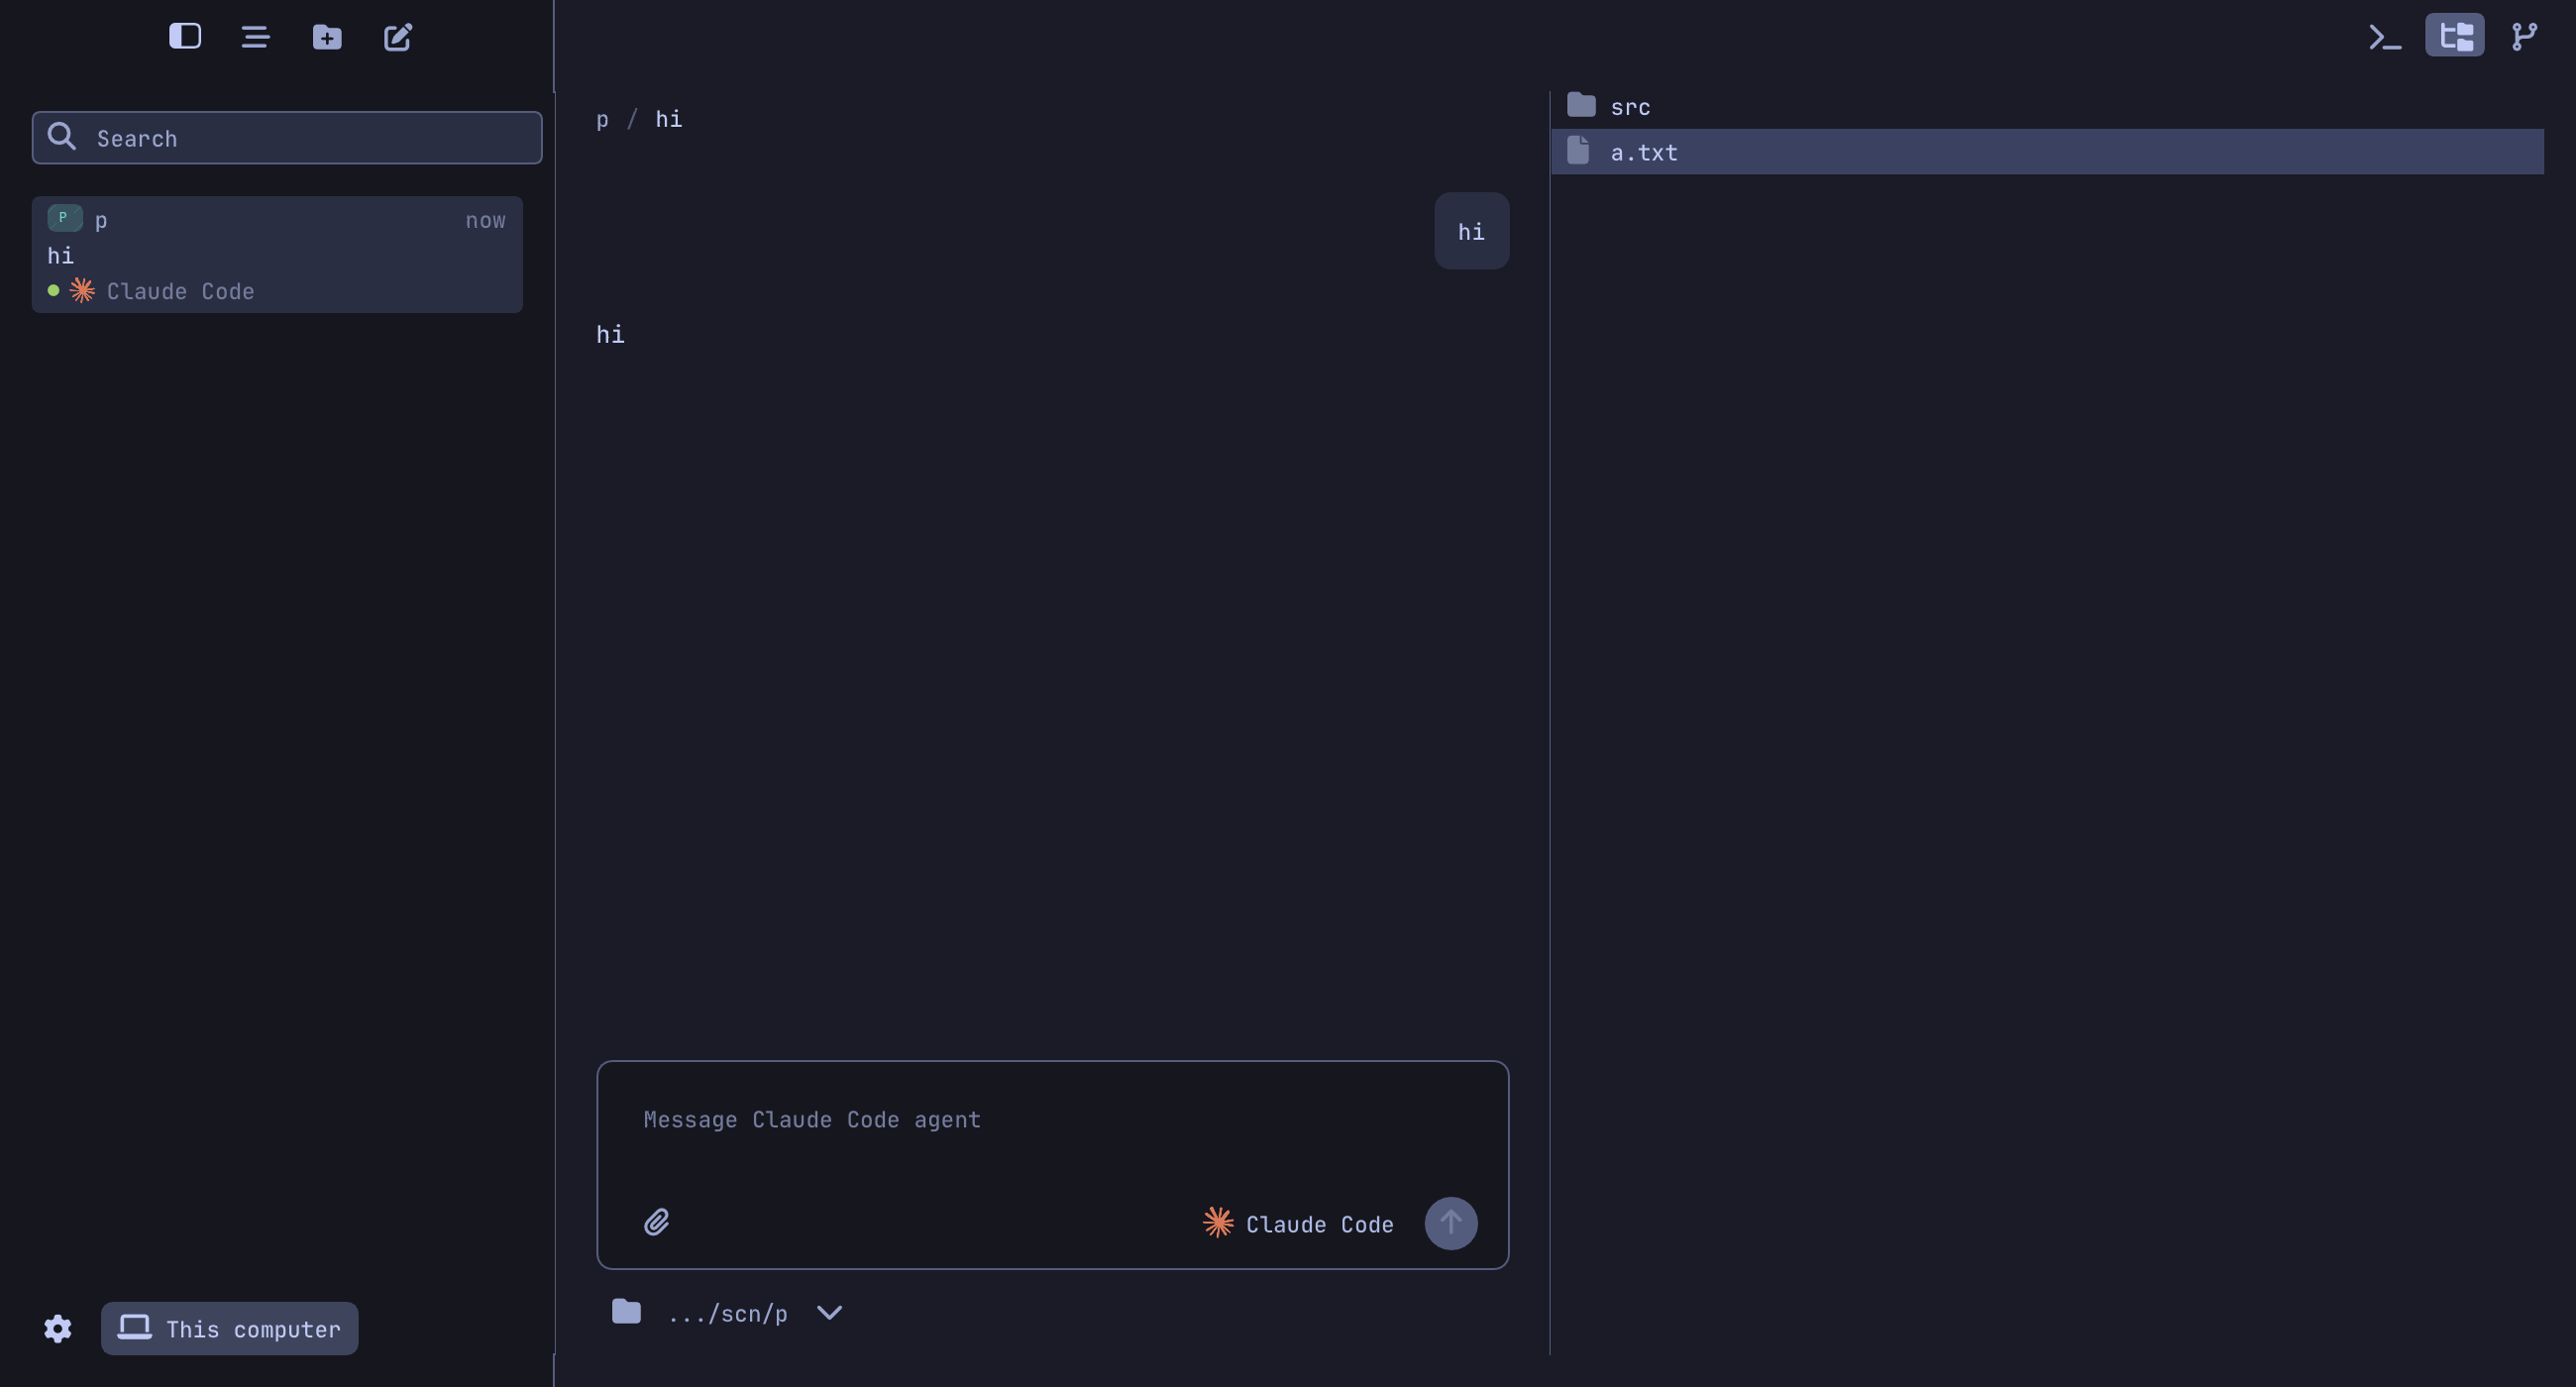 Search
P p now
hi
Claude Code
This computer
p / hi
hi
hi
Message Claude Code agent
Claude Code
.../scn/p
src
a.txt